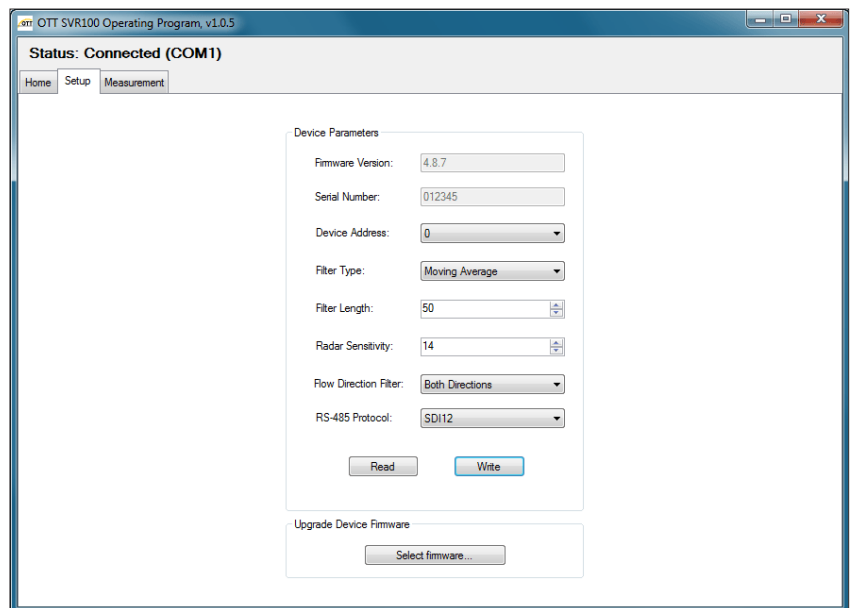 OTT SVR100 Operating Program, v1.0.5
Status: Connected (COM1)
Home Setup Measurement
Device Parameters
Firmware Version: 4.8.7
Serial Number: 012345
Device Address: 0
Filter Type: Moving Average
Filter Length: 50
Radar Sensitivity: 14
Flow Direction Filter: Both Directions
RS-485 Protocol: SDI12
Read Write
Upgrade Device Firmware
Select firmware...